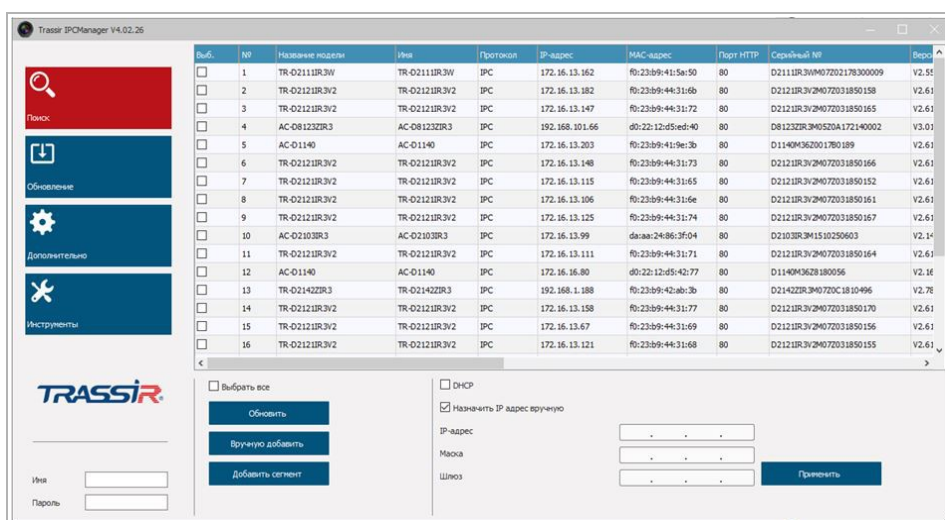 Trassir IPCManager V4.02.26
Поиск
Обновление
Дополнительно
Инструменты
TRASSIR
Имя
Пароль
Выб. № Название модели Имя Протокол IP-адрес MAC-адрес Порт HTTP Серийный №
1 TR-D2111IR3W TR-D2111IR3W IPC 172.16.13.162 f0:23:b9:41:5a:50 80 D2111IR3WM07Z02178300009 V2.55
2 TR-D2121IR3V2 TR-D2121IR3V2 IPC 172.16.13.182 f0:23:b9:44:31:6b 80 D2121IR3V2M07Z031850158 V2.61
3 TR-D2121IR3V2 TR-D2121IR3V2 IPC 172.16.13.147 f0:23:b9:44:31:72 80 D2121IR3V2M07Z031850165 V2.61
4 AC-D8123ZIR3 AC-D8123ZIR3 IPC 192.168.101.66 d0:22:12:d5:ed:40 80 D8123ZIR3M05Z0A172140002 V3.01
5 AC-D1140 AC-D1140 IPC 172.16.13.203 f0:23:b9:41:9e:3b 80 D1140M36Z0017B0189 V2.61
6 TR-D2121IR3V2 TR-D2121IR3V2 IPC 172.16.13.148 f0:23:b9:44:31:73 80 D2121IR3V2M07Z031850166 V2.61
7 TR-D2121IR3V2 TR-D2121IR3V2 IPC 172.16.13.115 f0:23:b9:44:31:65 80 D2121IR3V2M07Z031850152 V2.61
8 TR-D2121IR3V2 TR-D2121IR3V2 IPC 172.16.13.106 f0:23:b9:44:31:6e 80 D2121IR3V2M07Z031850161 V2.61
9 TR-D2121IR3V2 TR-D2121IR3V2 IPC 172.16.13.125 f0:23:b9:44:31:74 80 D2121IR3V2M07Z031850167 V2.61
10 AC-D2103IR3 AC-D2103IR3 IPC 172.16.13.99 da:aa:24:86:3f:04 80 D2103IR3M1510250603 V2.14
11 TR-D2121IR3V2 TR-D2121IR3V2 IPC 172.16.13.111 f0:23:b9:44:31:71 80 D2121IR3V2M07Z031850164 V2.61
12 AC-D1140 AC-D1140 IPC 172.16.16.80 d0:22:12:d5:42:77 80 D1140M36Z8180056 V2.16
13 TR-D2142ZIR3 TR-D2142ZIR3 IPC 192.168.1.188 f0:23:b9:42:ab:3b 80 D2142ZIR3M07Z0C1810496 V2.78
14 TR-D2121IR3V2 TR-D2121IR3V2 IPC 172.16.13.158 f0:23:b9:44:31:77 80 D2121IR3V2M07Z031850170 V2.61
15 TR-D2121IR3V2 TR-D2121IR3V2 IPC 172.16.13.67 f0:23:b9:44:31:69 80 D2121IR3V2M07Z031850156 V2.61
16 TR-D2121IR3V2 TR-D2121IR3V2 IPC 172.16.13.121 f0:23:b9:44:31:68 80 D2121IR3V2M07Z031850155 V2.61
Выбрать все
Обновить
Вручную добавить
Добавить сегмент
DHCP
Назначить IP адрес вручную
IP-адрес
Маска
Шлюз
Применить